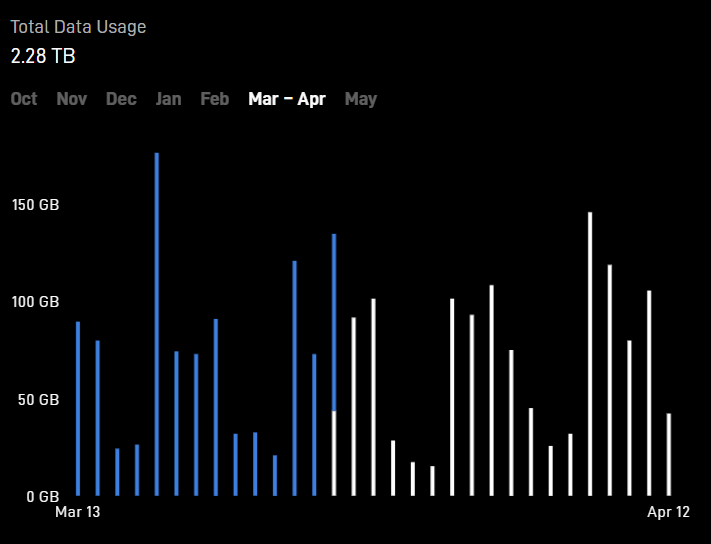 Total Data Usage
2.28 TB
Oct Nov Dec Jan Feb Mar – Apr May
150 GB
100 GB
50 GB
0 GB
Mar 13 Apr 12